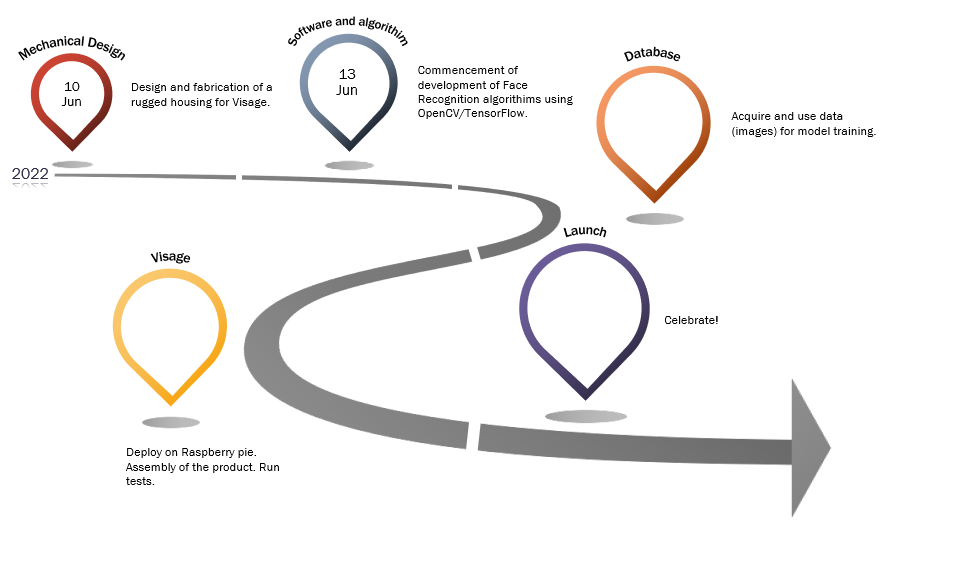 Mechanical Design
10
Jun
Design and fabrication of a
rugged housing for Visage.
Software and algorithim
13
Jun
Commencement of
development of Face
Recognition algorithims using
OpenCV/TensorFlow.
Database
Acquire and use data
(images) for model training.
2022
Visage
Deploy on Raspberry pie.
Assembly of the product. Run
tests.
Launch
Celebrate!